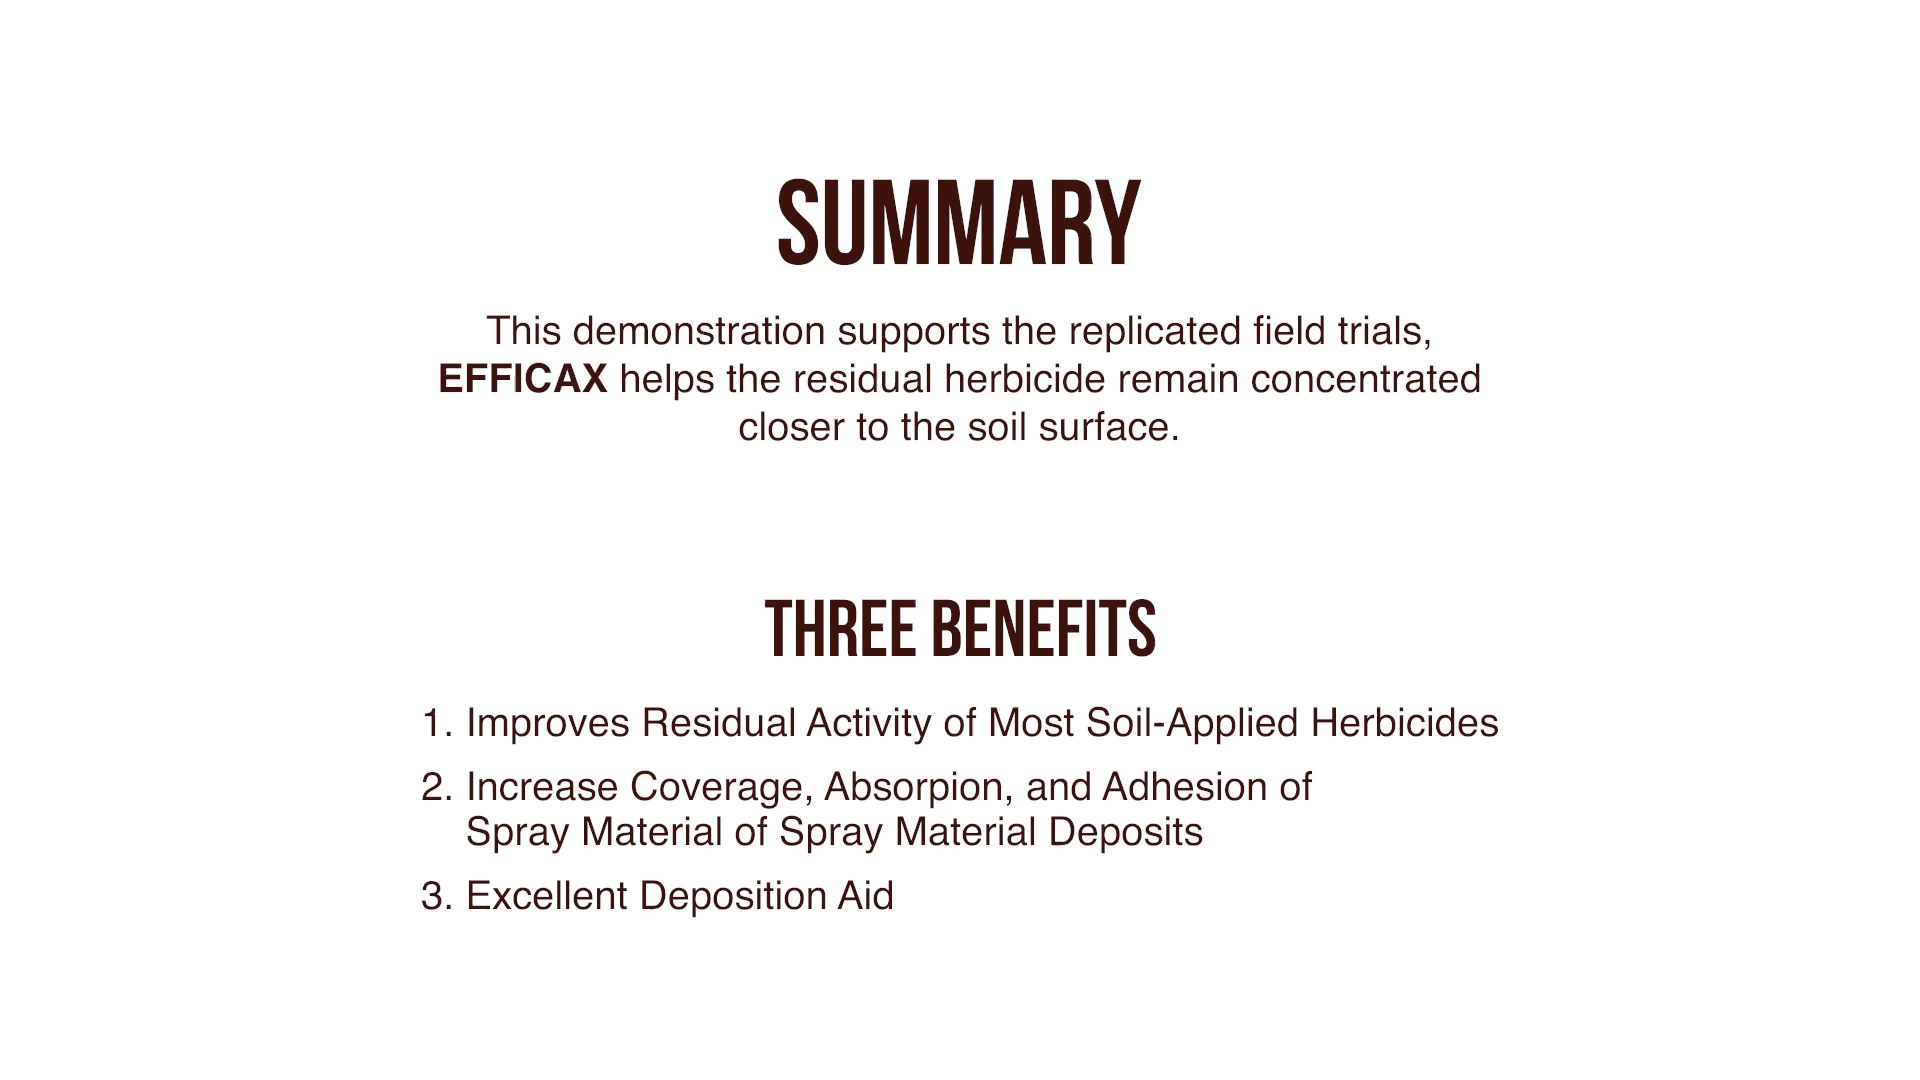 SUMMARY
This demonstration supports the replicated field trials,
EFFICAX helps the residual herbicide remain concentrated
closer to the soil surface.
THREE BENEFITS
1. Improves Residual Activity of Most Soil-Applied Herbicides
2. Increase Coverage, Absorpion, and Adhesion of
Spray Material of Spray Material Deposits
3. Excellent Deposition Aid